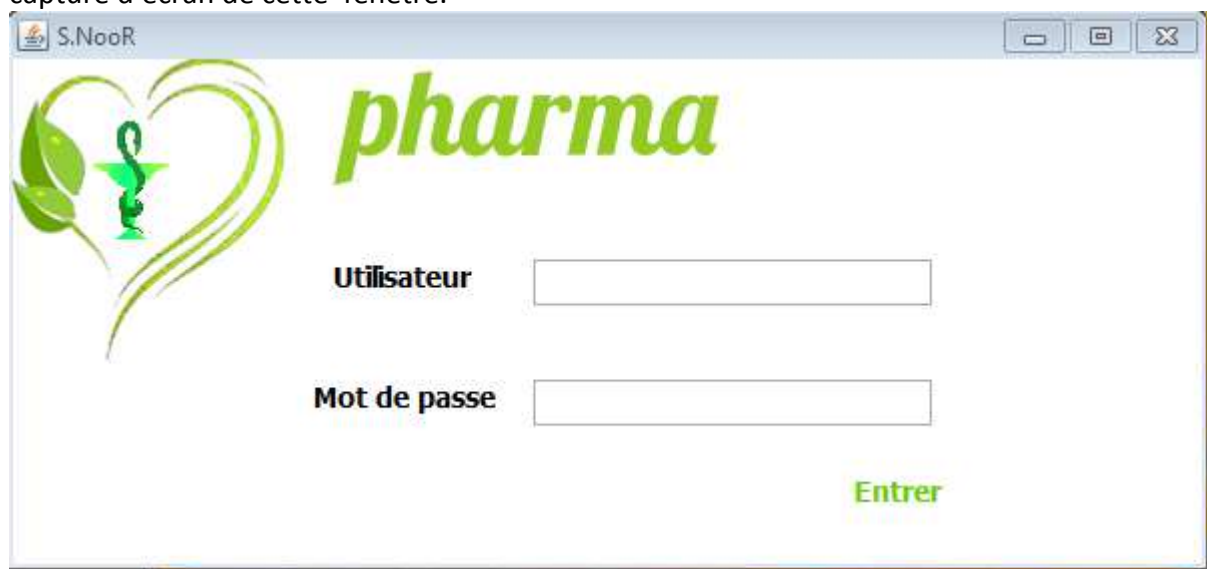 capture d'écran de cette fenêtre.
S.NooR
pharma
Utilisateur
Mot de passe
Entrer